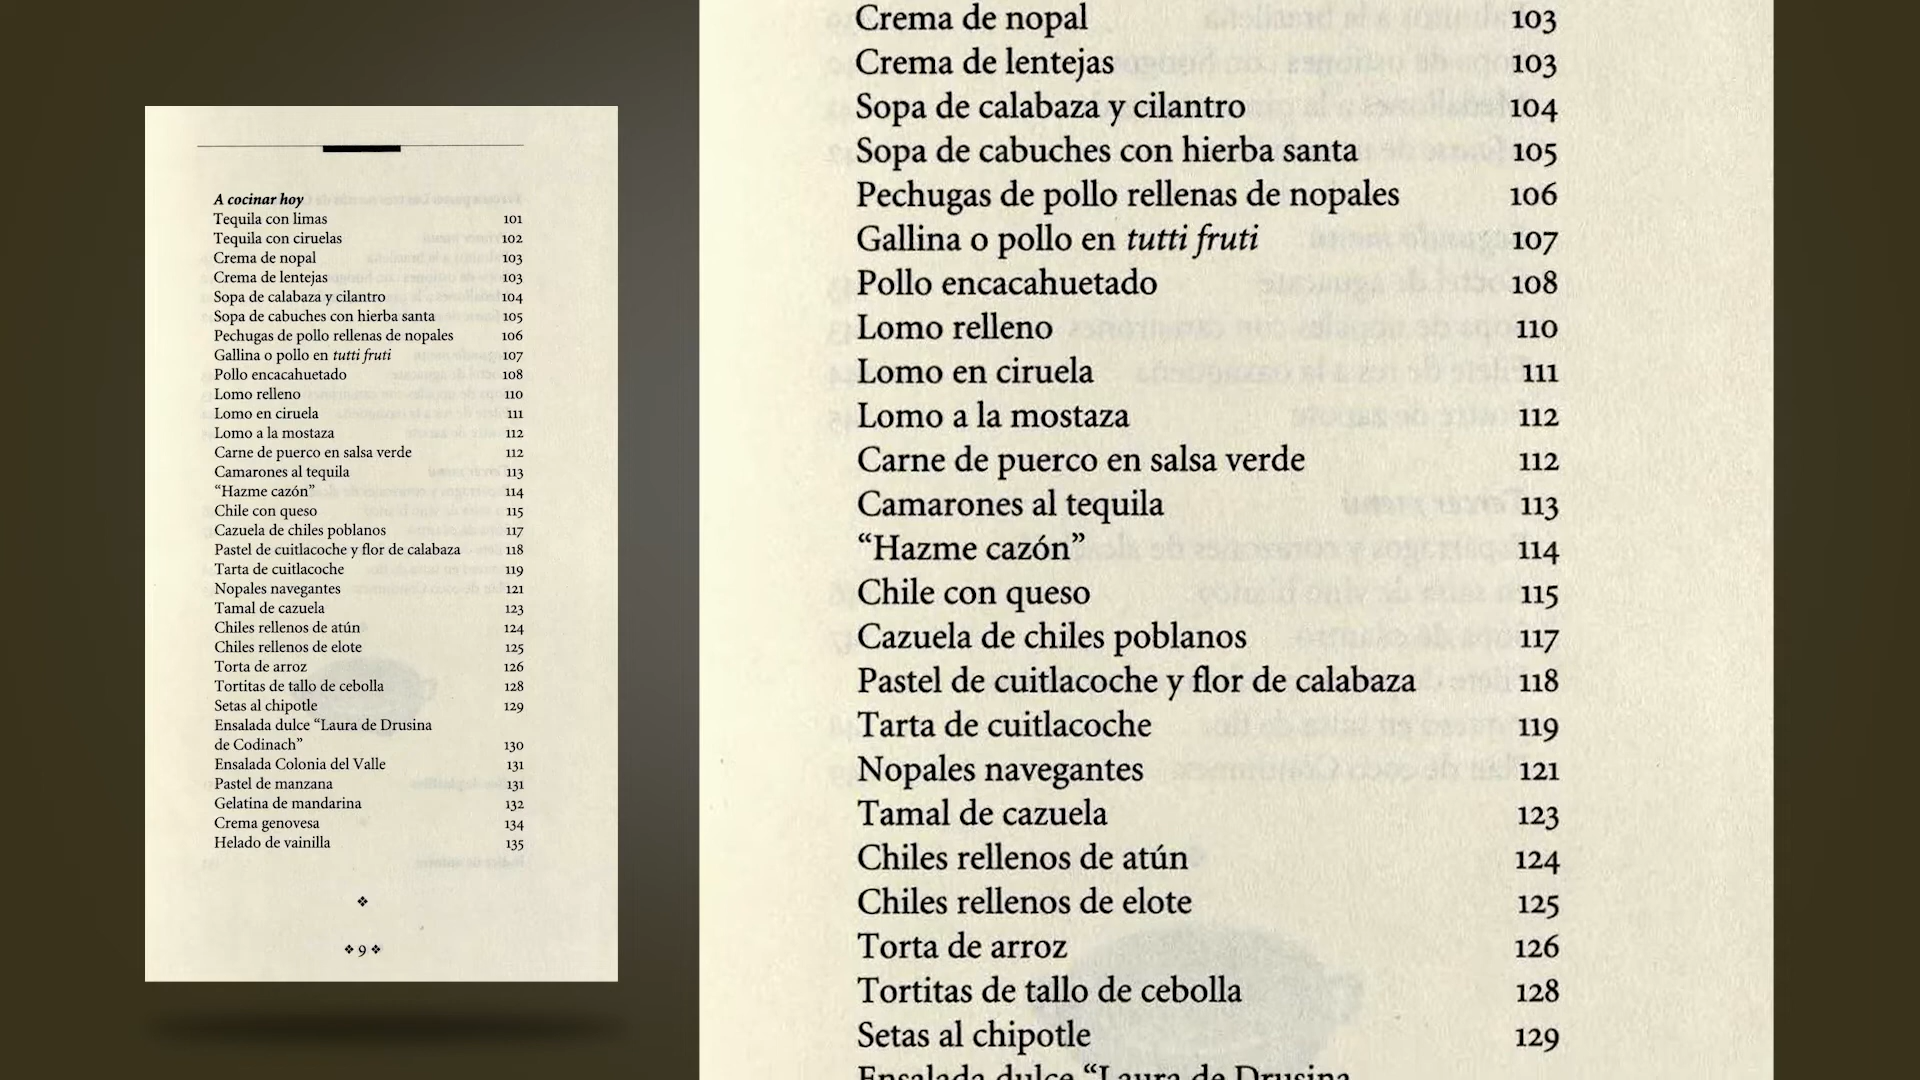 A cocinar hoy
Tequila con limas 101
Tequila con ciruelas 102
Crema de nopal 103
Crema de lentejas 103
Sopa de calabaza y cilantro 104
Sopa de cabuches con hierba santa 105
Pechugas de pollo rellenas de nopales 106
Gallina o pollo en tutti fruti 107
Pollo encacahuetado 108
Lomo relleno 110
Lomo en ciruela 111
Lomo a la mostaza 112
Carne de puerco en salsa verde 112
Camarones al tequila 113
“Hazme cazón” 114
Chile con queso 115
Cazuela de chiles poblanos 117
Pastel de cuitlacoche y flor de calabaza 118
Tarta de cuitlacoche 119
Nopales navegantes 121
Tamal de cazuela 123
Chiles rellenos de atún 124
Chiles rellenos de elote 125
Torta de arroz 126
Tortitas de tallo de cebolla 128
Setas al chipotle 129
Ensalada dulce “Laura de Drusina
de Codinach” 130
Ensalada Colonia del Valle 131
Pastel de manzana 131
Gelatina de mandarina 132
Crema genovesa 134
Helado de vainilla 135
❖
❖ 9 ❖
Crema de nopal 103
Crema de lentejas 103
Sopa de calabaza y cilantro 104
Sopa de cabuches con hierba santa 105
Pechugas de pollo rellenas de nopales 106
Gallina o pollo en tutti fruti 107
Pollo encacahuetado 108
Lomo relleno 110
Lomo en ciruela 111
Lomo a la mostaza 112
Carne de puerco en salsa verde 112
Camarones al tequila 113
“Hazme cazón” 114
Chile con queso 115
Cazuela de chiles poblanos 117
Pastel de cuitlacoche y flor de calabaza 118
Tarta de cuitlacoche 119
Nopales navegantes 121
Tamal de cazuela 123
Chiles rellenos de atún 124
Chiles rellenos de elote 125
Torta de arroz 126
Tortitas de tallo de cebolla 128
Setas al chipotle 129
Ensalada dulce “Laura de Drusina